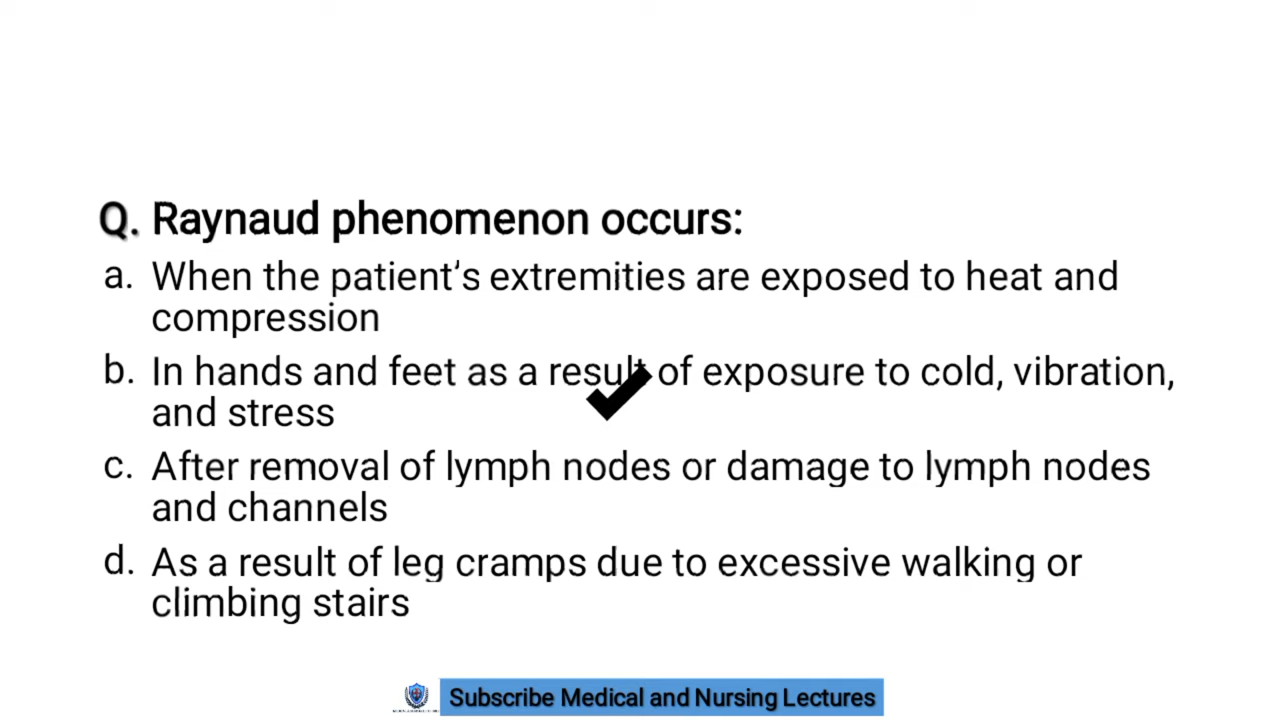 Q. Raynaud phenomenon occurs:
a. When the patient's extremities are exposed to heat and
compression
b. In hands and feet as a result of exposure to cold, vibration,
and stress
c. After removal of lymph nodes or damage to lymph nodes
and channels
d. As a result of leg cramps due to excessive walking or
climbing stairs
Subscribe Medical and Nursing Lectures